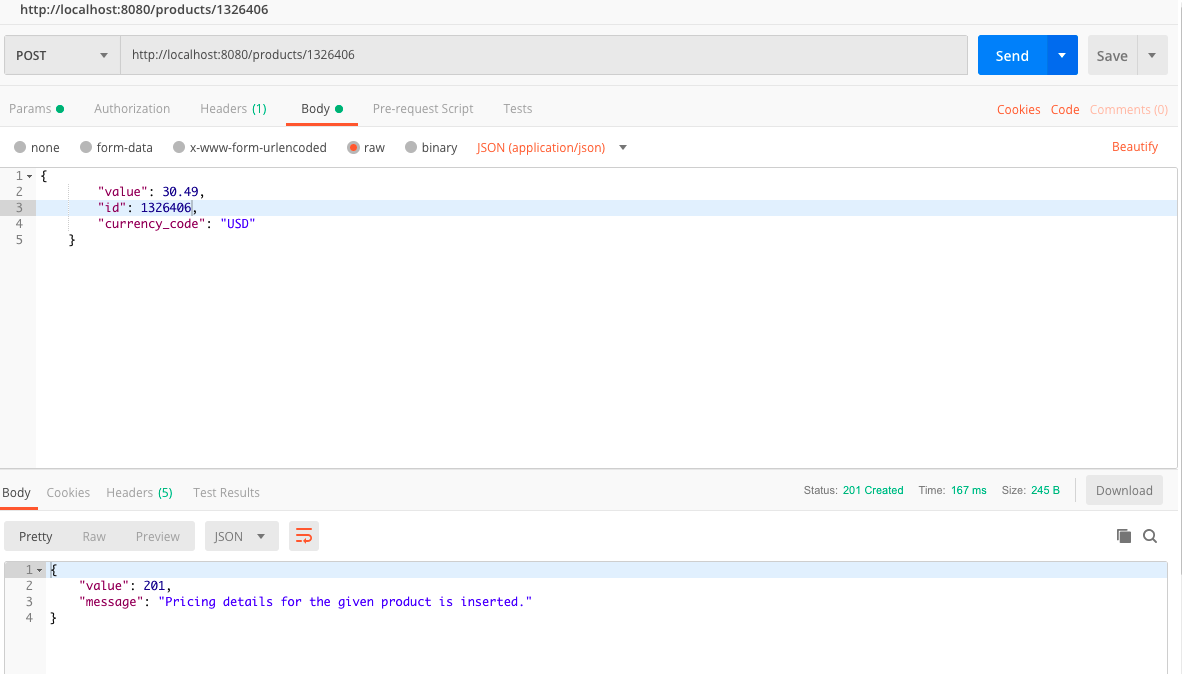 http://localhost:8080/products/1326406
POST http://localhost:8080/products/1326406 Send Save
Params Authorization Headers (1) Body Pre-request Script Tests Cookies Code Comments (0)
none form-data x-www-form-urlencoded raw binary JSON (application/json) Beautify
1 {
2 "value": 30.49,
3 "id": 1326406,
4 "currency_code": "USD"
5 }
Body Cookies Headers (5) Test Results Status: 201 Created Time: 167 ms Size: 245 B Download
Pretty Raw Preview JSON
1 {
2 "value": 201,
3 "message": "Pricing details for the given product is inserted."
4 }